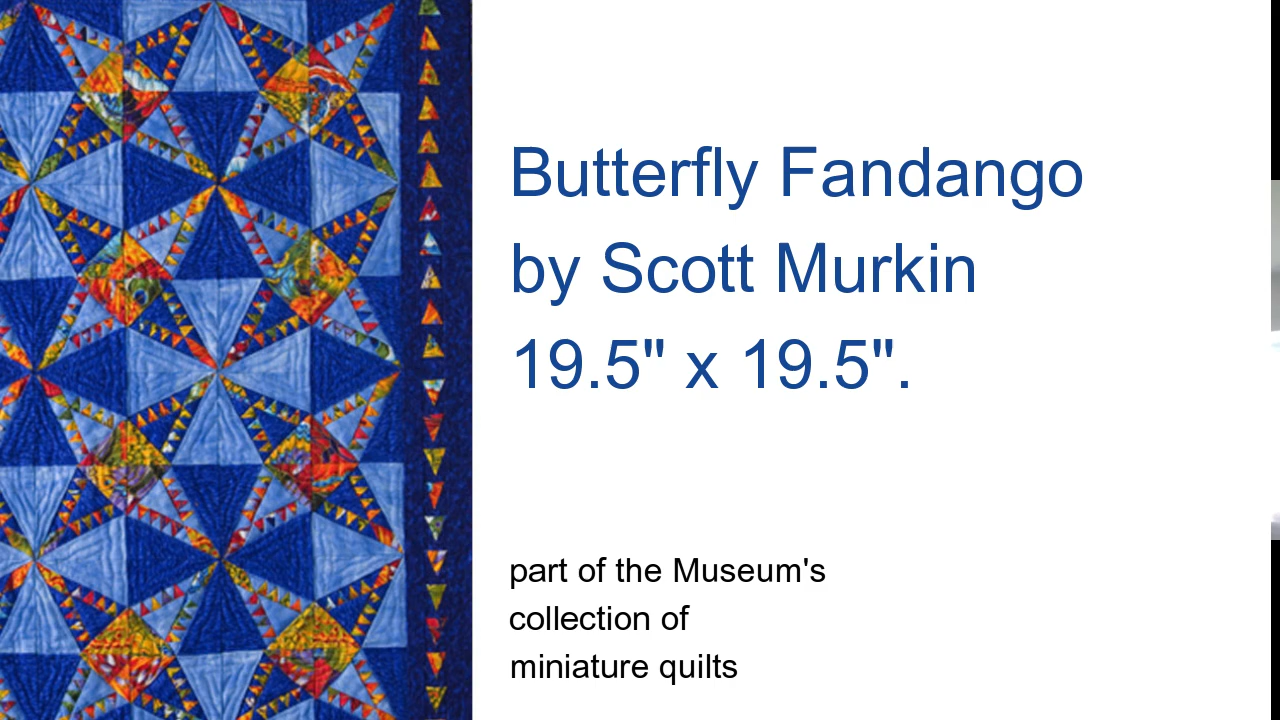 Butterfly Fandango
by Scott Murkin
19.5" x 19.5".
part of the Museum's
collection of
miniature quilts